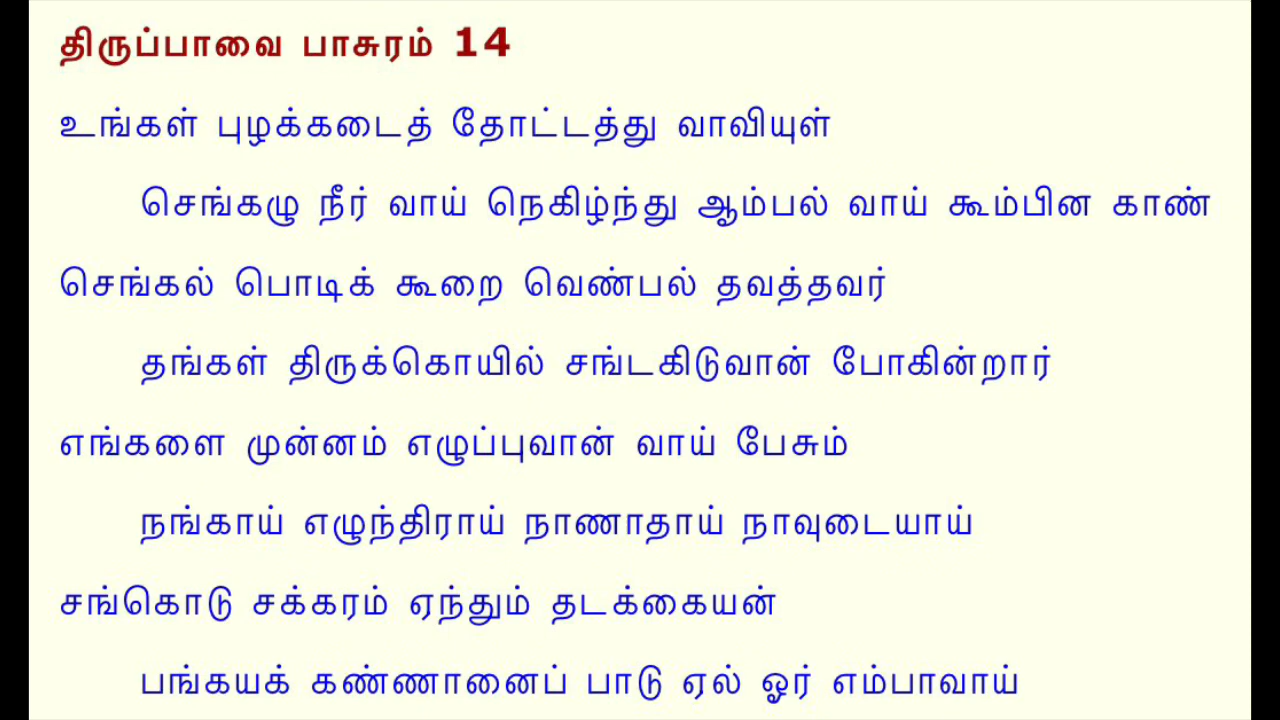 திருப்பாவை பாசுரம் 14
உங்கள் புழக்கடைத் தோட்டத்து வாவியுள்
செங்கழு நீர் வாய் நெகிழ்ந்து ஆம்பல் வாய் கூம்பின காண்
செங்கல் பொடிக் கூறை வெண்பல் தவத்தவர்
தங்கள் திருக்கொயில் சங்டகிடுவான் போகின்றார்
எங்களை முன்னம் எழுப்புவான் வாய் பேசும்
நங்காய் எழுந்திராய் நாணாதாய் நாவுடையாய்
சங்கொடு சக்கரம் ஏந்தும் தடக்கையன்
பங்கயக் கண்ணானைப் பாடு ஏல் ஓர் எம்பாவாய்